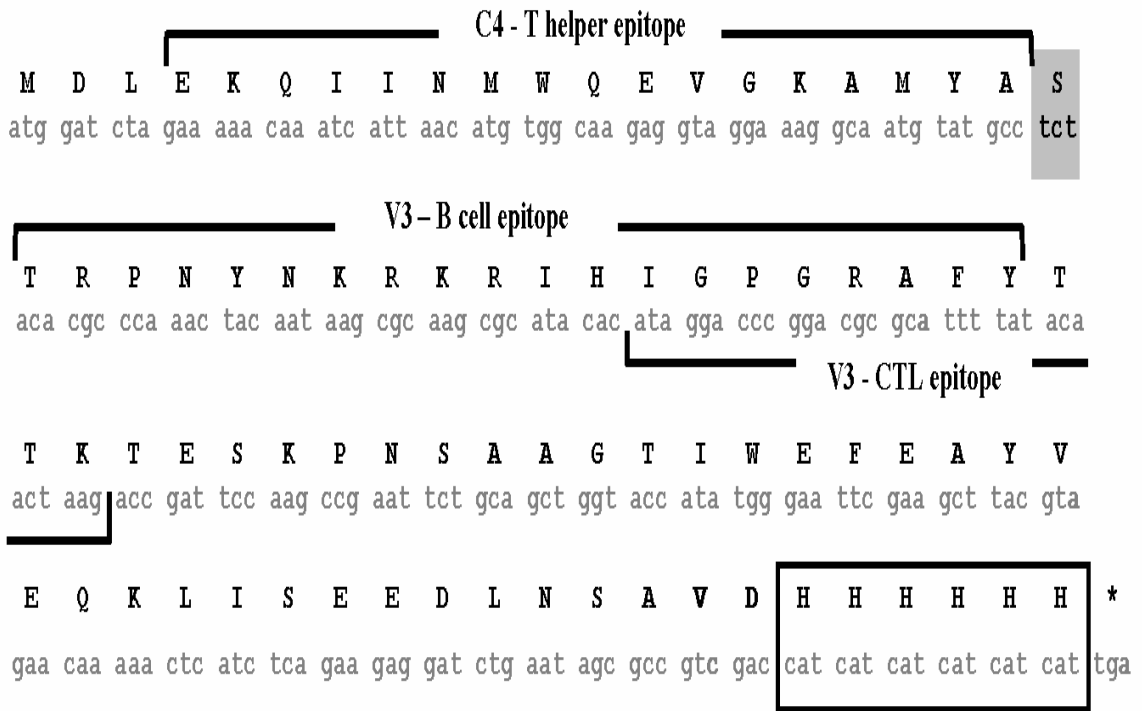 C4 - T helper epitope
M D L E K Q I I N M W Q E V G K A M Y A S
atg gat cta gaa aaa caa atc att aac atg tgg caa gag gta gga aag gca atg tat gcc tct
V3 – B cell epitope
T R P N Y N K R K R I H I G P G R A F Y T
aca cgc cca aac tac aat aag cgc aag cgc ata cac ata gga ccc gga cgc gca ttt tat aca
V3 - CTL epitope
T K T E S K P N S A A G T I W E F E A Y V
act aag acc gat tcc aag ccg aat tct gca gct ggt acc ata tgg gaa ttc gaa gct tac gta
E Q K L I S E E D L N S A V D H H H H H H *
gaa caa aaa ctc atc tca gaa gag gat ctg aat agc gcc gtc gac cat cat cat cat cat cat tga